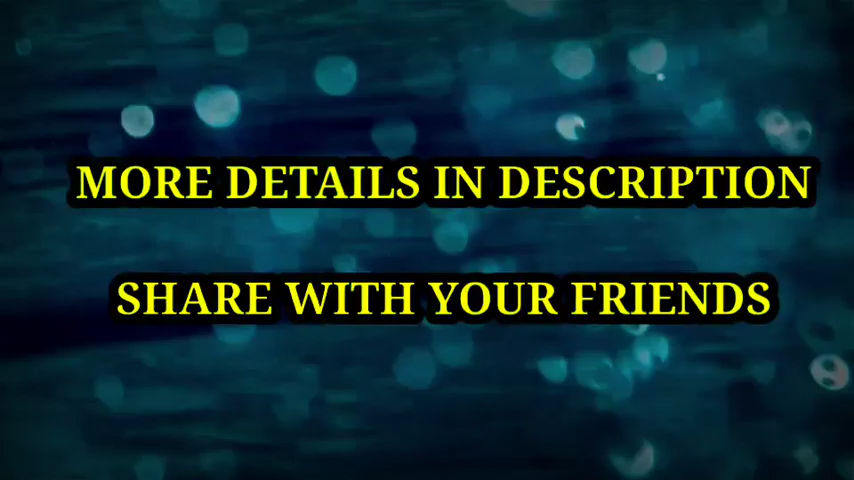 MORE DETAILS IN DESCRIPTION
SHARE WITH YOUR FRIENDS